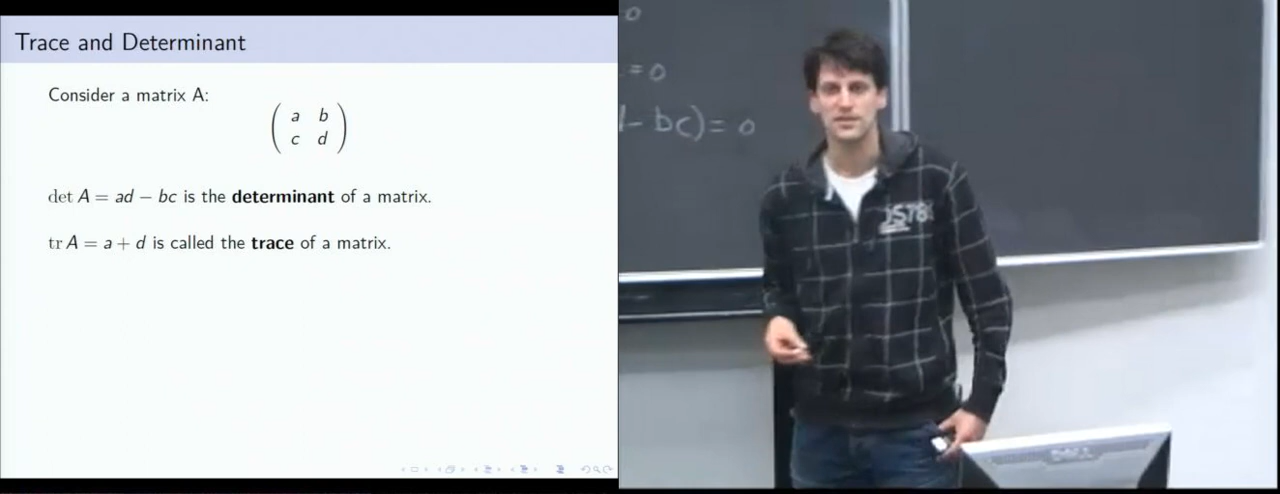 Trace and Determinant
Consider a matrix A:
a b
c d
det A = ad − bc is the determinant of a matrix.
tr A = a + d is called the trace of a matrix.
= 0
- bc) = 0
DELL